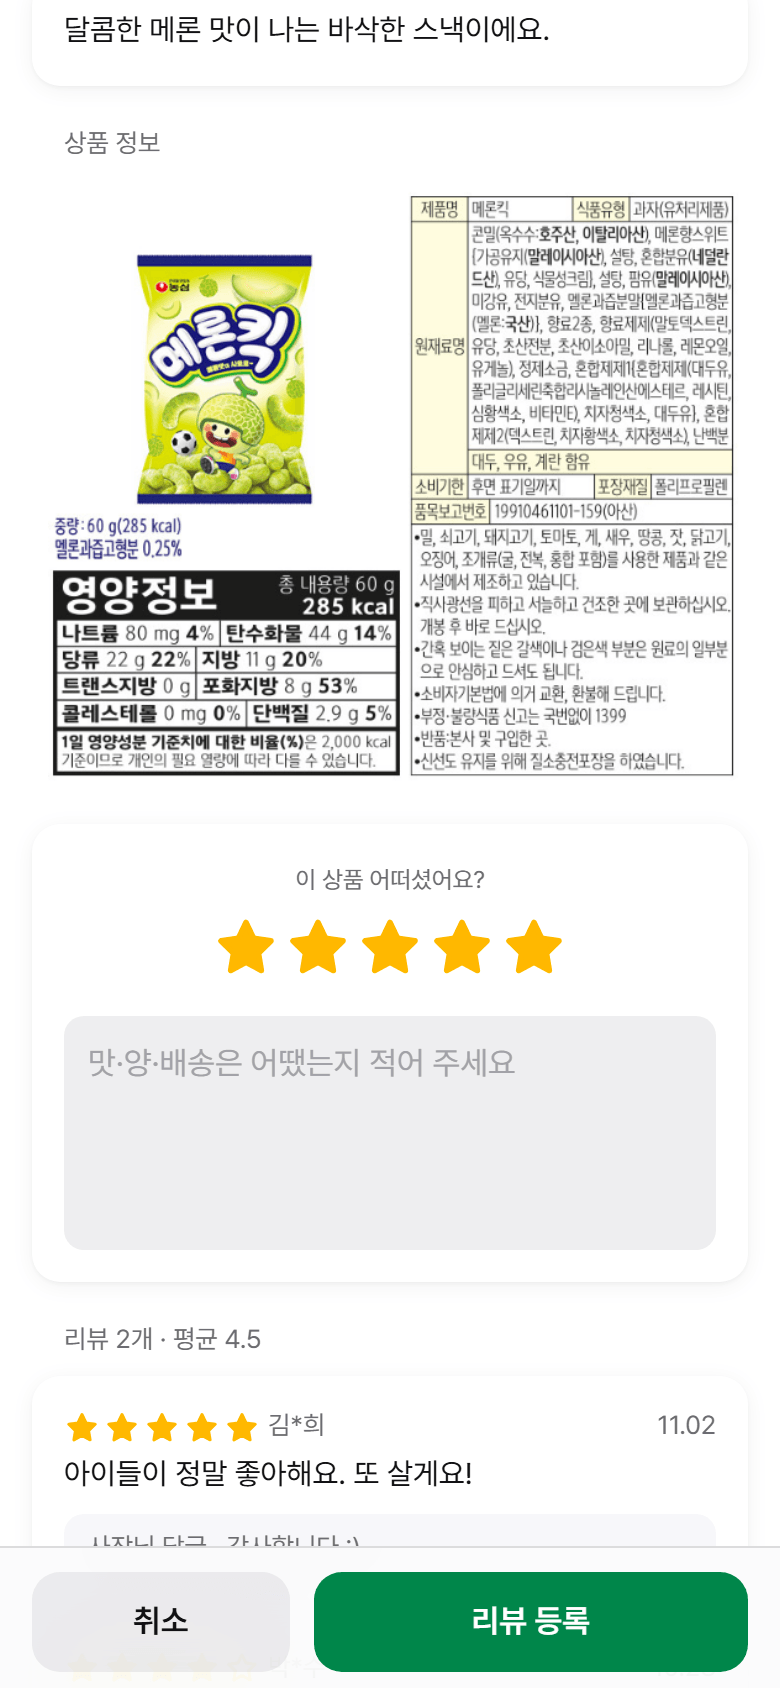 달콤한 메론 맛이 나는 바삭한 스낵이에요.
상품 정보
농심
메론킥
중량: 60 g(285 kcal)
멜론과즙고형분 0.25%
영양정보
총 내용량 60 g
285 kcal
나트륨 80 mg 4% 탄수화물 44 g 14%
당류 22 g 22% 지방 11 g 20%
트랜스지방 0 g 포화지방 8 g 53%
콜레스테롤 0 mg 0% 단백질 2.9 g 5%
1일 영양성분 기준치에 대한 비율(%)은 2,000 kcal
기준이므로 개인의 필요 열량에 따라 다를 수 있습니다.
제품명 메론킥 식품유형 과자(유처리제품)
원재료명
콘밀(옥수수:호주산, 이탈리아산), 메론향스위트
{가공유지(말레이시아산), 설탕, 혼합분유(네덜란
드산), 유당, 식물성크림}, 설탕, 팜유(말레이시아산),
미강유, 전지분유, 멜론과즙분말{멜론과즙고형분
(멜론:국산)}, 향료2종, 향료제제(말토덱스트린,
유당, 초산전분, 초산이소아밀, 리나롤, 레몬오일,
유게놀), 정제소금, 혼합제제1{혼합제제(대두유,
폴리글리세린축합리시놀레인산에스테르, 레시틴,
심황색소, 비타민E), 치자청색소, 대두유}, 혼합
제제2(덱스트린, 치자황색소, 치자청색소), 난백분
대두, 우유, 계란 함유
소비기한 후면 표기일까지 포장재질 폴리프로필렌
품목보고번호 19910461101-159(아산)
•밀, 쇠고기, 돼지고기, 토마토, 게, 새우, 땅콩, 잣, 닭고기,
오징어, 조개류(굴, 전복, 홍합 포함)를 사용한 제품과 같은
시설에서 제조하고 있습니다.
•직사광선을 피하고 서늘하고 건조한 곳에 보관하십시오.
개봉 후 바로 드십시오.
•간혹 보이는 짙은 갈색이나 검은색 부분은 원료의 일부분
으로 안심하고 드셔도 됩니다.
•소비자기본법에 의거 교환, 환불해 드립니다.
•부정·불량식품 신고는 국번없이 1399
•반품:본사 및 구입한 곳.
•신선도 유지를 위해 질소충전포장을 하였습니다.
이 상품 어떠셨어요?
맛·양·배송은 어땠는지 적어 주세요
리뷰 2개 · 평균 4.5
김*희 11.02
아이들이 정말 좋아해요. 또 살게요!
사장님 답글 감사합니다 :)
취소
리뷰 등록